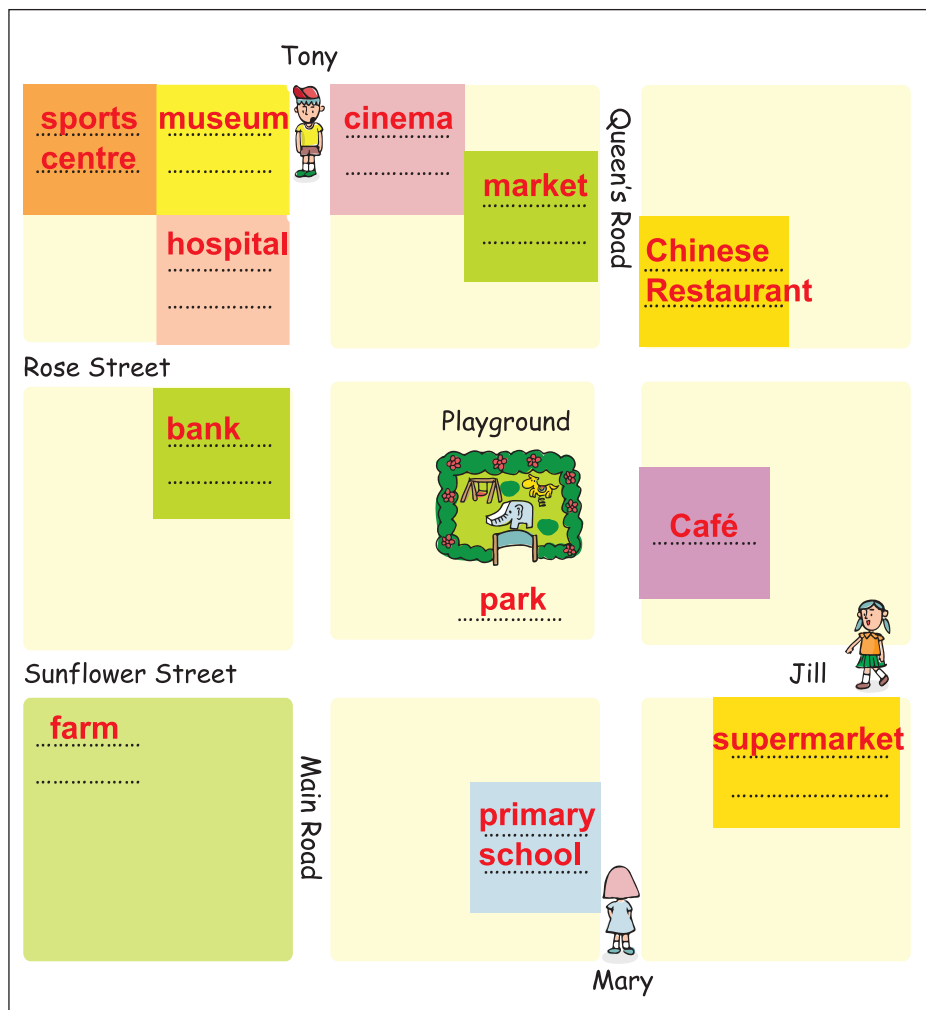 Tony
sports
centre
museum
cinema
market
Queen's Road
hospital
Chinese
Restaurant
Rose Street
bank
Playground
Café
park
Sunflower Street
Jill
farm
supermarket
Main Road
primary
school
Mary